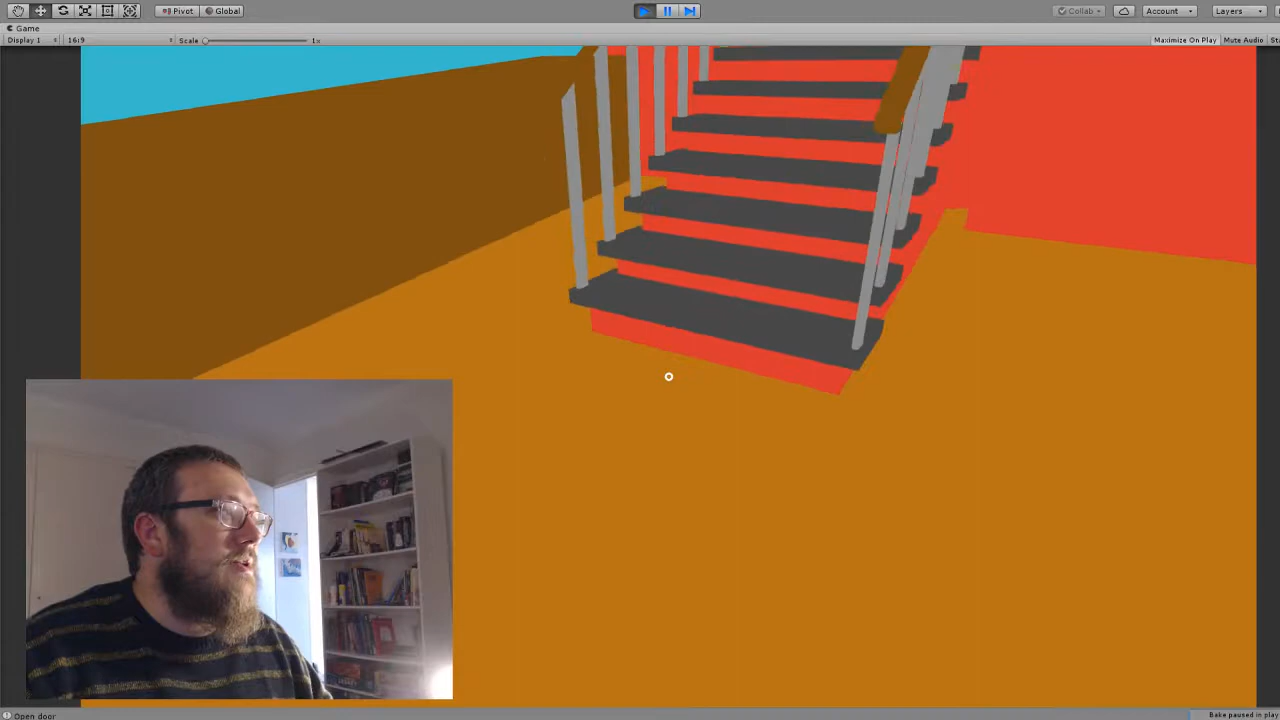 Pivot Global Collab Account Layers
Game
Display 1 16:9 Scale 1x Maximize On Play Mute Audio Sta
Open door Bake paused in play